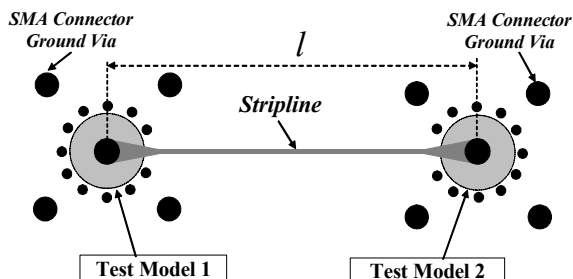 SMA Connector
Ground Via
SMA Connector
Ground Via
l
Stripline
Test Model 1
Test Model 2